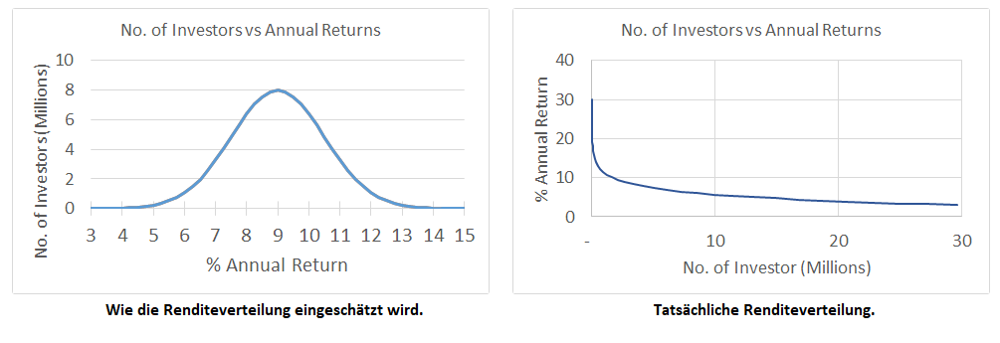 No. of Investors vs Annual Returns
No. of Investors (Millions)
10
8
6
4
2
0
3 4 5 6 7 8 9 10 11 12 13 14 15
% Annual Return
Wie die Renditeverteilung eingeschätzt wird.
No. of Investors vs Annual Returns
% Annual Return
40
30
20
10
0
- 10 20 30
No. of Investor (Millions)
Tatsächliche Renditeverteilung.